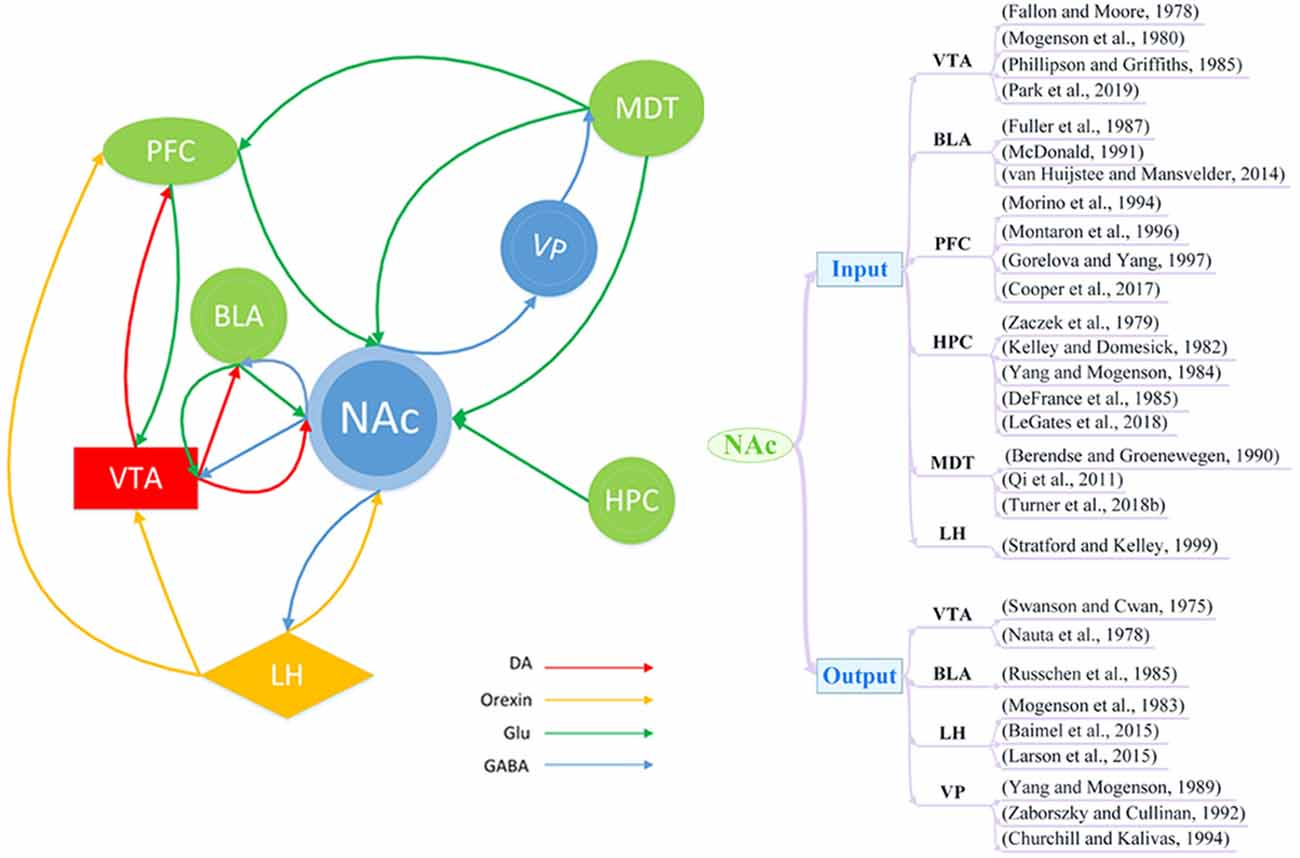 MDT
PFC
VP
BLA
NAc
VTA
HPC
LH
DA
Orexin
Glu
GABA
NAc
Input
VTA
(Fallon and Moore, 1978)
(Mogenson et al., 1980)
(Phillipson and Griffiths, 1985)
(Park et al., 2019)
BLA
(Fuller et al., 1987)
(McDonald, 1991)
(van Huijstee and Mansvelder, 2014)
PFC
(Morino et al., 1994)
(Montaron et al., 1996)
(Gorelova and Yang, 1997)
(Cooper et al., 2017)
HPC
(Zaczek et al., 1979)
(Kelley and Domesick, 1982)
(Yang and Mogenson, 1984)
(DeFrance et al., 1985)
(LeGates et al., 2018)
MDT
(Berendse and Groenewegen, 1990)
(Qi et al., 2011)
(Turner et al., 2018b)
LH
(Stratford and Kelley, 1999)
Output
VTA
(Swanson and Cwan, 1975)
(Nauta et al., 1978)
BLA
(Russchen et al., 1985)
LH
(Mogenson et al., 1983)
(Baimel et al., 2015)
(Larson et al., 2015)
VP
(Yang and Mogenson, 1989)
(Zaborszky and Cullinan, 1992)
(Churchill and Kalivas, 1994)